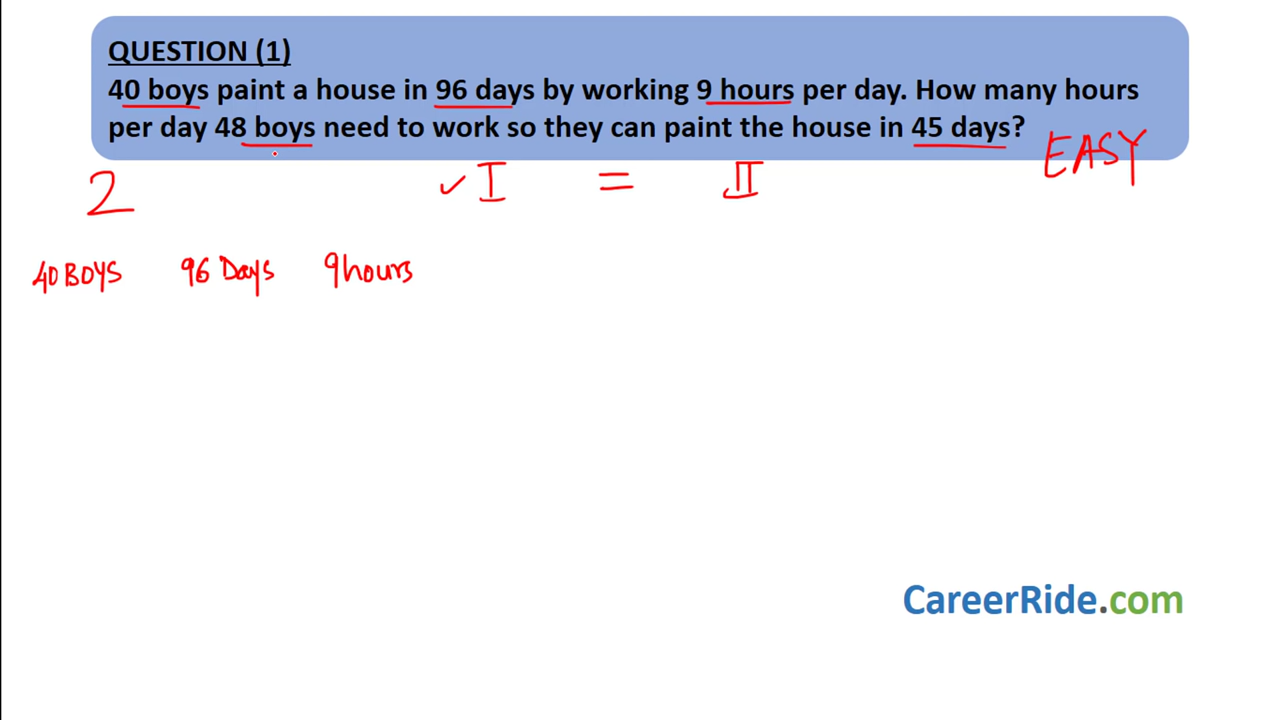 QUESTION (1)
40 boys paint a house in 96 days by working 9 hours per day. How many hours
per day 48 boys need to work so they can paint the house in 45 days?
EASY
2 ✓I = II
40 BOYS 96 Days 9hours
CareerRide.com